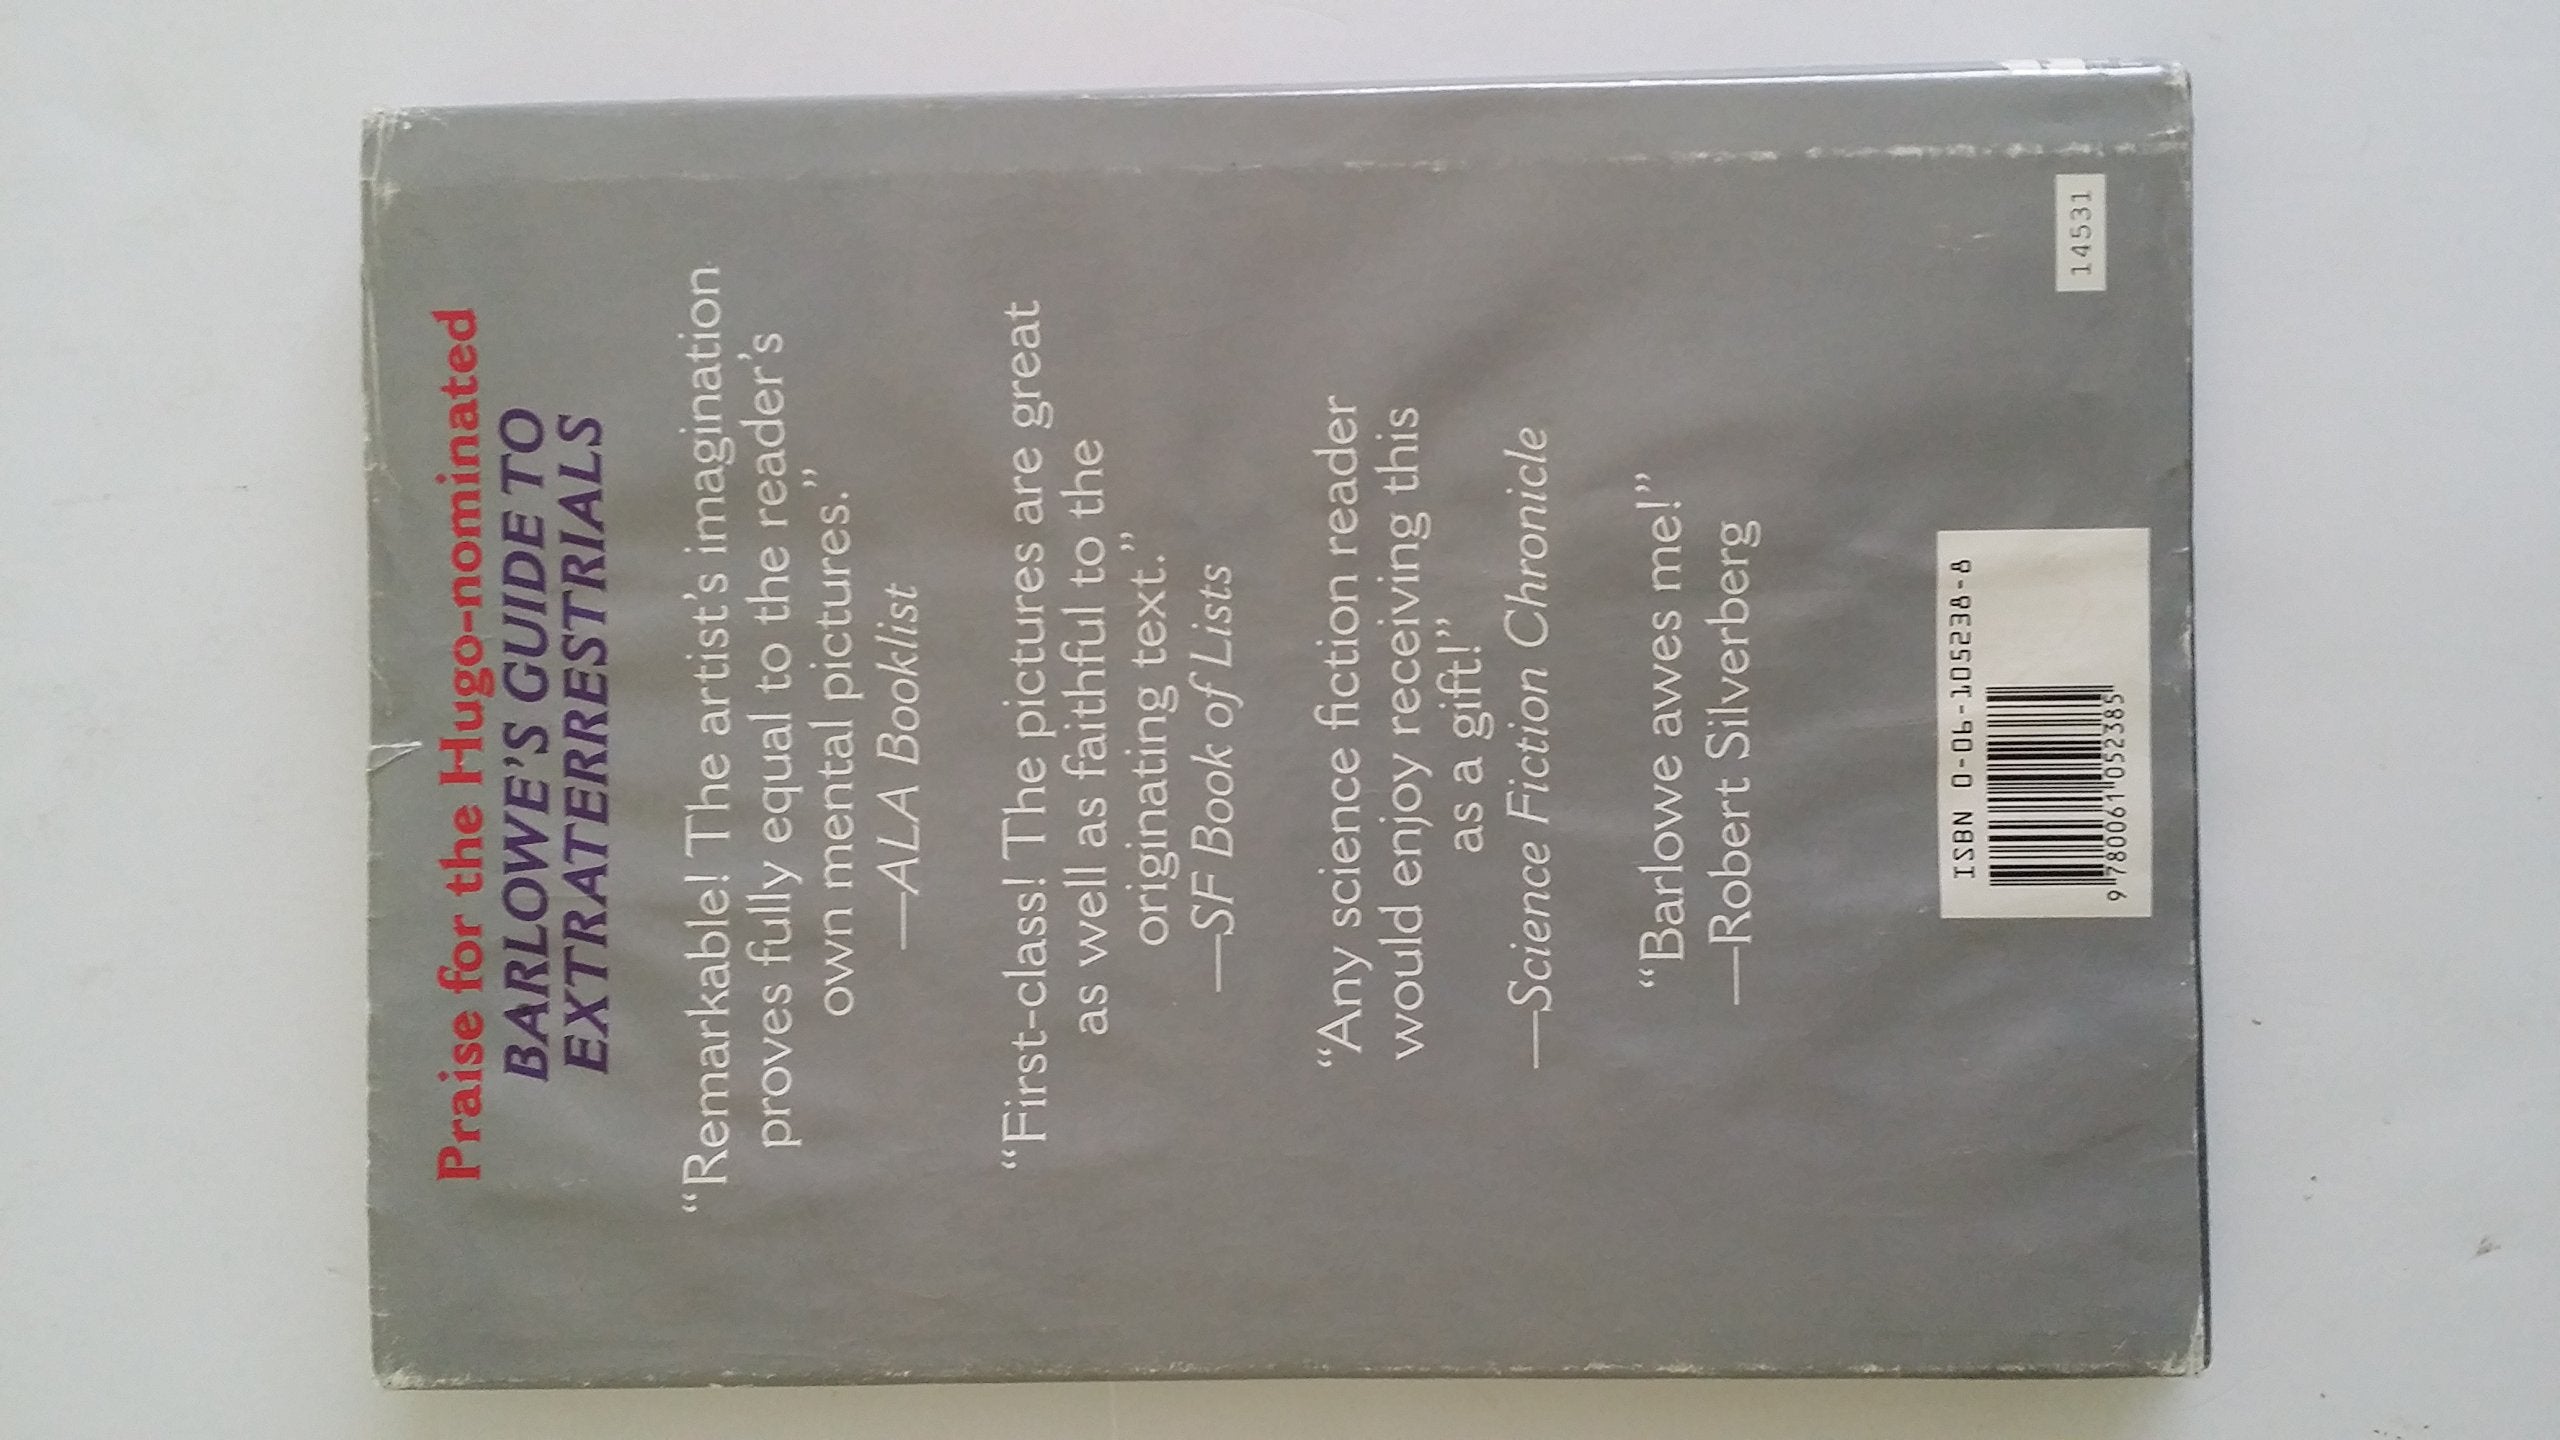 Praise for the Hugo-nominated
BARLOWE'S GUIDE TO
EXTRATERRESTRIALS
“Remarkable! The artist's imagination
proves fully equal to the reader's
own mental pictures.”
—ALA Booklist
“First-class! The pictures are great
as well as faithful to the
originating text.”
—SF Book of Lists
“Any science fiction reader
would enjoy receiving this
as a gift!”
—Science Fiction Chronicle
“Barlowe awes me!”
—Robert Silverberg
ISBN 0-06-105238-8
9 780061 052385
14531